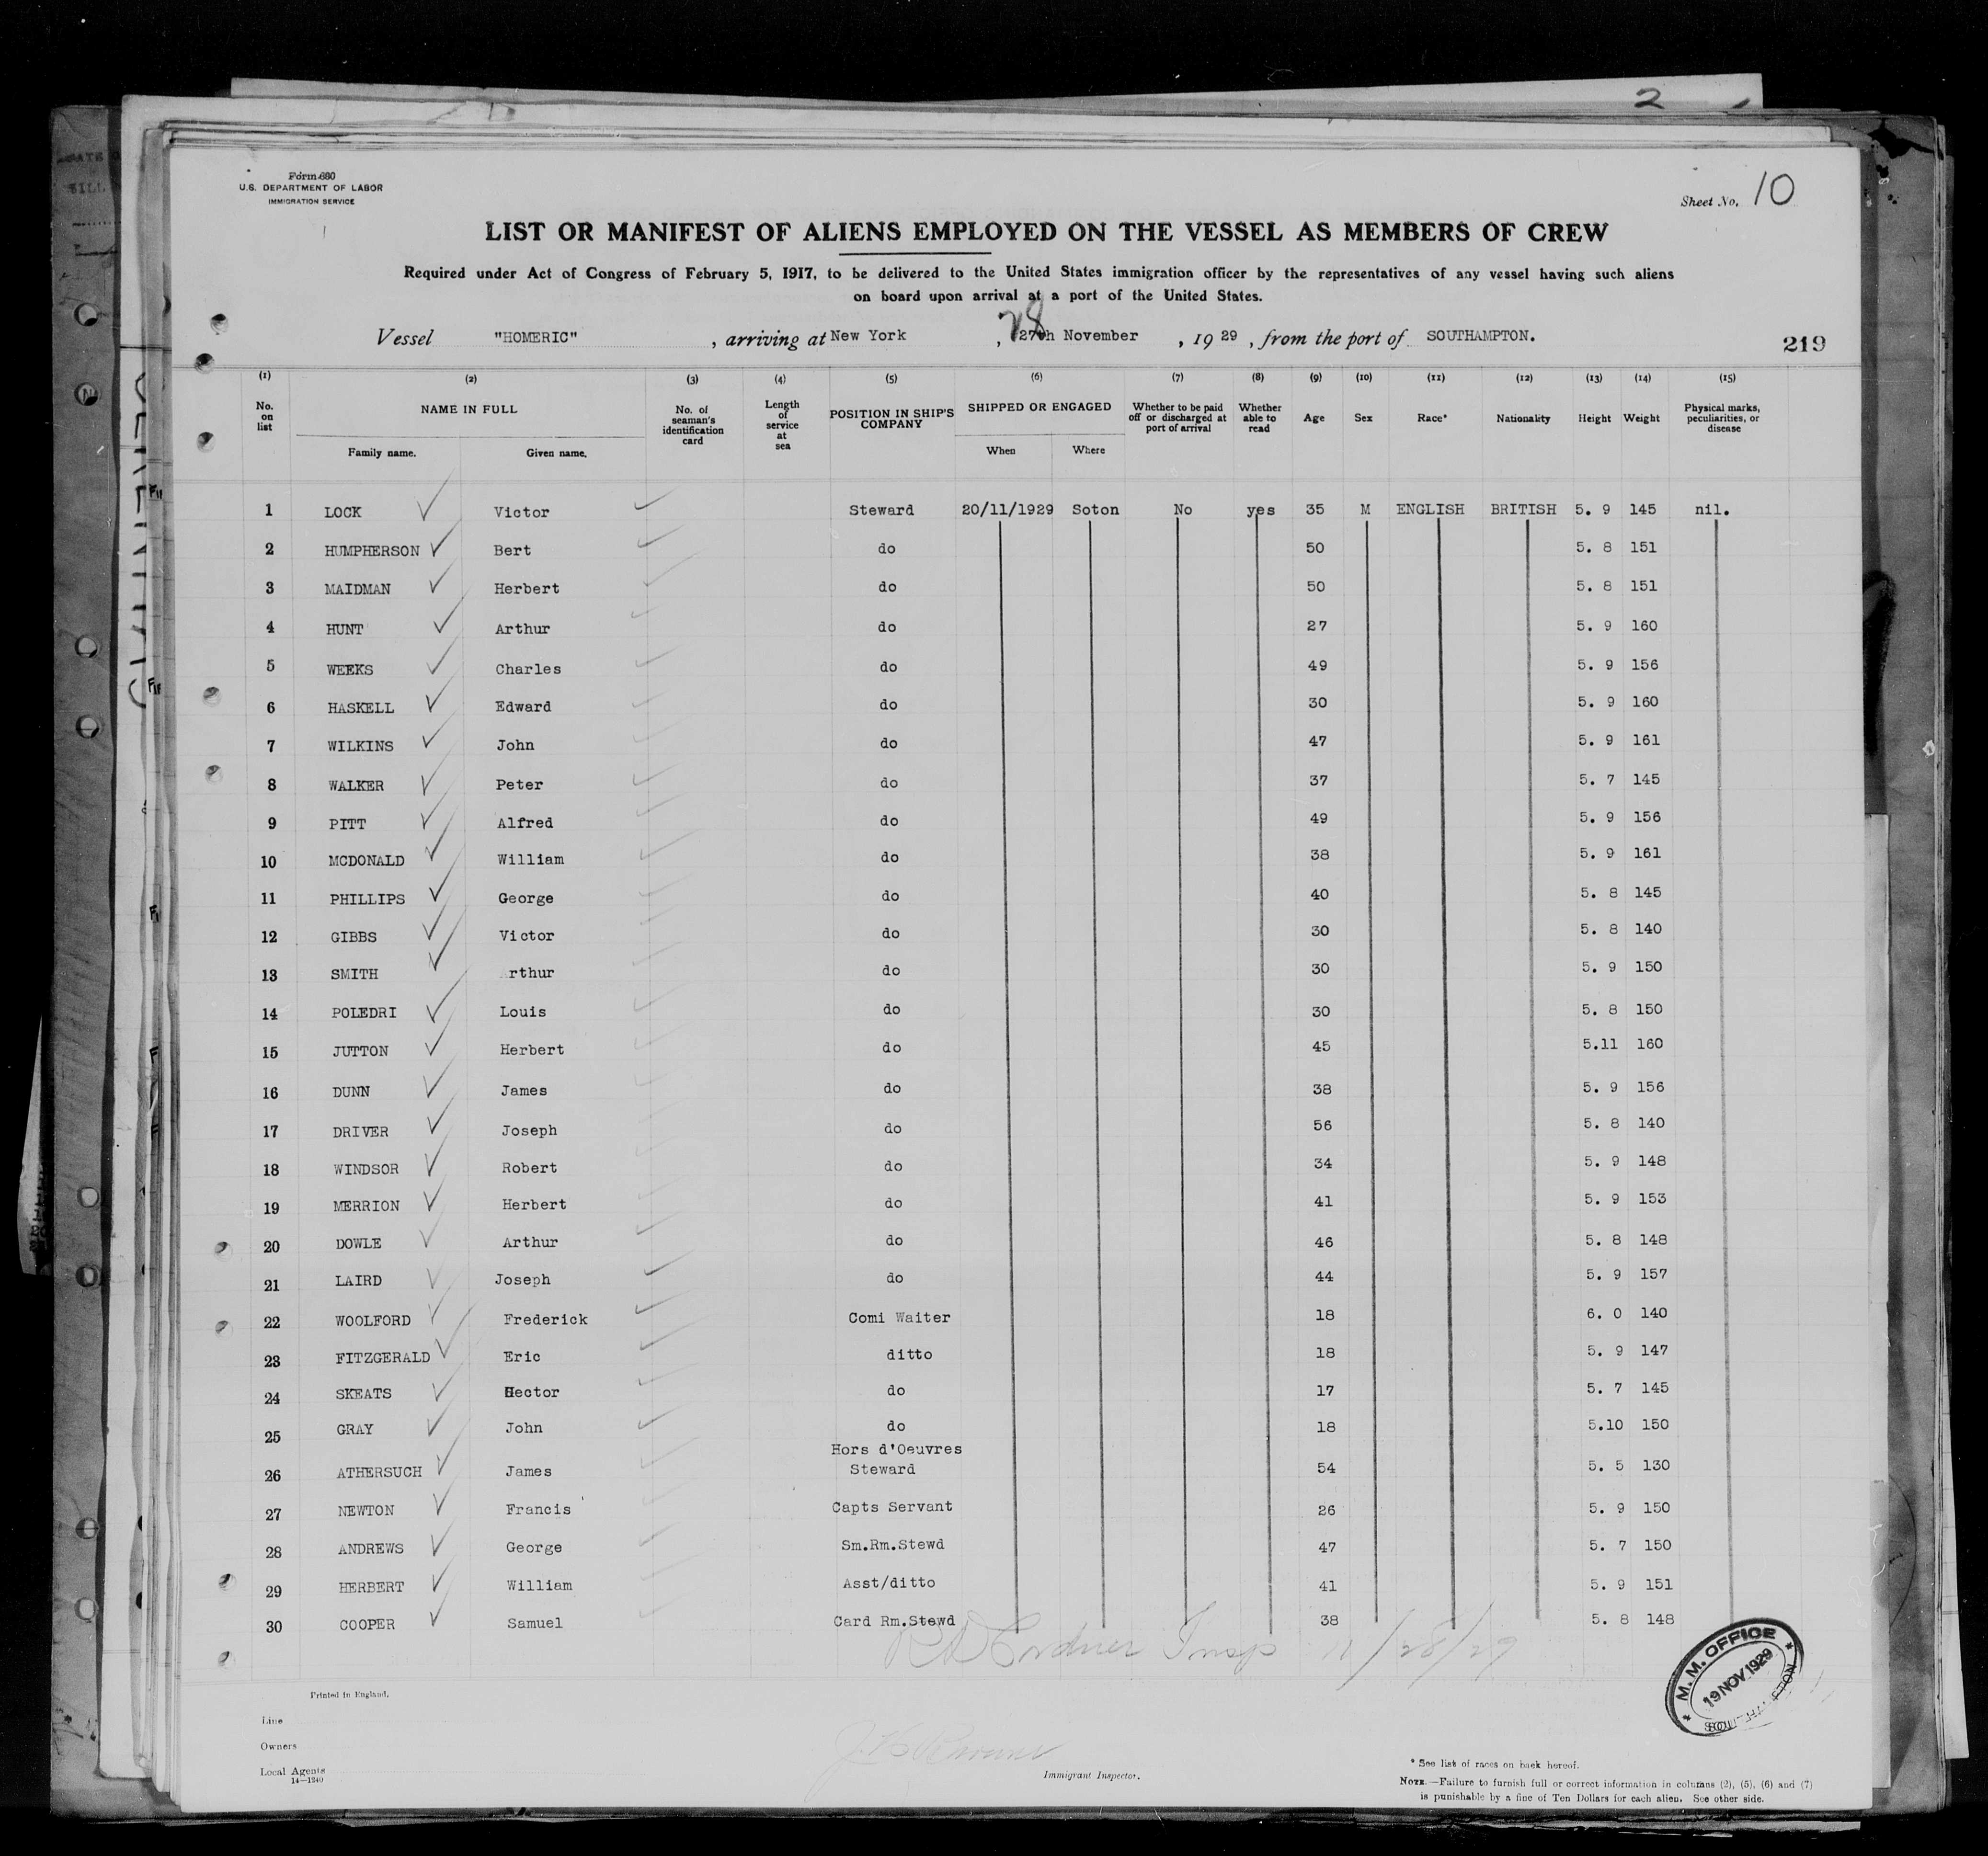 2
Form 680
U.S. DEPARTMENT OF LABOR
IMMIGRATION SERVICE
Sheet No. 10
LIST OR MANIFEST OF ALIENS EMPLOYED ON THE VESSEL AS MEMBERS OF CREW
Required under Act of Congress of February 5, 1917, to be delivered to the United States immigration officer by the representatives of any vessel having such aliens
on board upon arrival at a port of the United States.
28
Vessel "HOMERIC" , arriving at New York , 27th November , 19 29 , from the port of SOUTHAMPTON.
219
(1) (2) (3) (4) (5) (6) (7) (8) (9) (10) (11) (12) (13) (14) (15)
No. on list NAME IN FULL No. of seaman's identification card Length of service at sea POSITION IN SHIP'S COMPANY SHIPPED OR ENGAGED Whether to be paid off or discharged at port of arrival Whether able to read Age Sex Race* Nationality Height Weight Physical marks, peculiarities, or disease
Family name. Given name. When Where
1 LOCK Victor Steward 20/11/1929 Soton No yes 35 M ENGLISH BRITISH 5. 9 145 nil.
2 HUMPHERSON Bert do 50 5. 8 151
3 MAIDMAN Herbert do 50 5. 8 151
4 HUNT Arthur do 27 5. 9 160
5 WEEKS Charles do 49 5. 9 156
6 HASKELL Edward do 30 5. 9 160
7 WILKINS John do 47 5. 9 161
8 WALKER Peter do 37 5. 7 145
9 PITT Alfred do 49 5. 9 156
10 MCDONALD William do 38 5. 9 161
11 PHILLIPS George do 40 5. 8 145
12 GIBBS Victor do 30 5. 8 140
13 SMITH rthur do 30 5. 9 150
14 POLEDRI Louis do 30 5. 8 150
15 JUTTON Herbert do 45 5.11 160
16 DUNN James do 38 5. 9 156
17 DRIVER Joseph do 56 5. 8 140
18 WINDSOR Robert do 34 5. 9 148
19 MERRION Herbert do 41 5. 9 153
20 DOWLE Arthur do 46 5. 8 148
21 LAIRD Joseph do 44 5. 9 157
22 WOOLFORD Frederick Comi Waiter 18 6. 0 140
23 FITZGERALD Eric ditto 18 5. 9 147
24 SKEATS Hector do 17 5. 7 145
25 GRAY John do 18 5.10 150
Hors d'Oeuvres
26 ATHERSUCH James Steward 54 5. 5 130
27 NEWTON Francis Capts Servant 26 5. 9 150
28 ANDREWS George Sm.Rm.Stewd 47 5. 7 150
29 HERBERT William Asst/ditto 41 5. 9 151
30 COOPER Samuel Card Rm.Stewd 38 5. 8 148
Insp 11/28/29
M. M. OFFICE
19 NOV 1929
Printed in England.
Line
Owners
Local Agents
14—1240
Immigrant Inspector.
* See list of races on back hereof.
NOTE.—Failure to furnish full or correct information in columns (2), (5), (6) and (7)
is punishable by a fine of Ten Dollars for each alien. See other side.